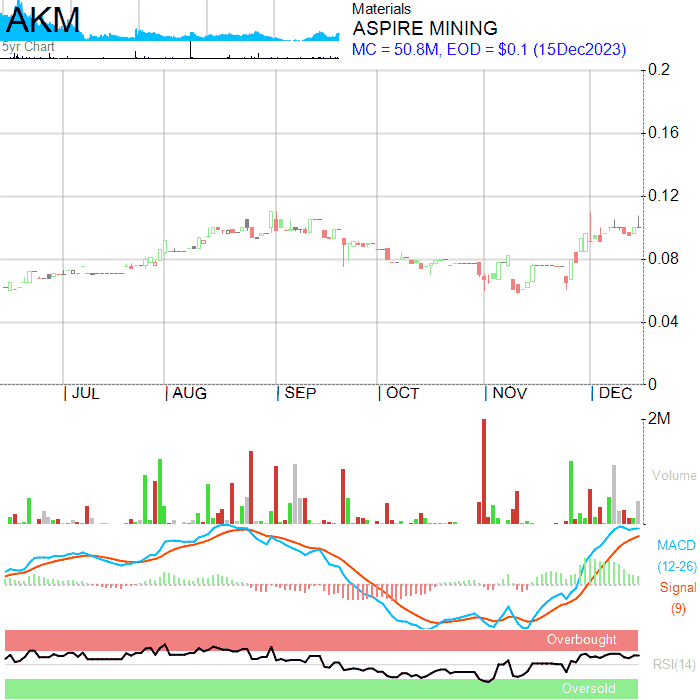 AKM
5yr Chart
Materials
ASPIRE MINING
MC = 50.8M, EOD = $0.1 (15Dec2023)
0.2
0.16
0.12
0.08
0.04
0
JUL AUG SEP OCT NOV DEC
2M
Volume
MACD
(12-26)
Signal
(9)
Overbought
RSI(14)
Oversold